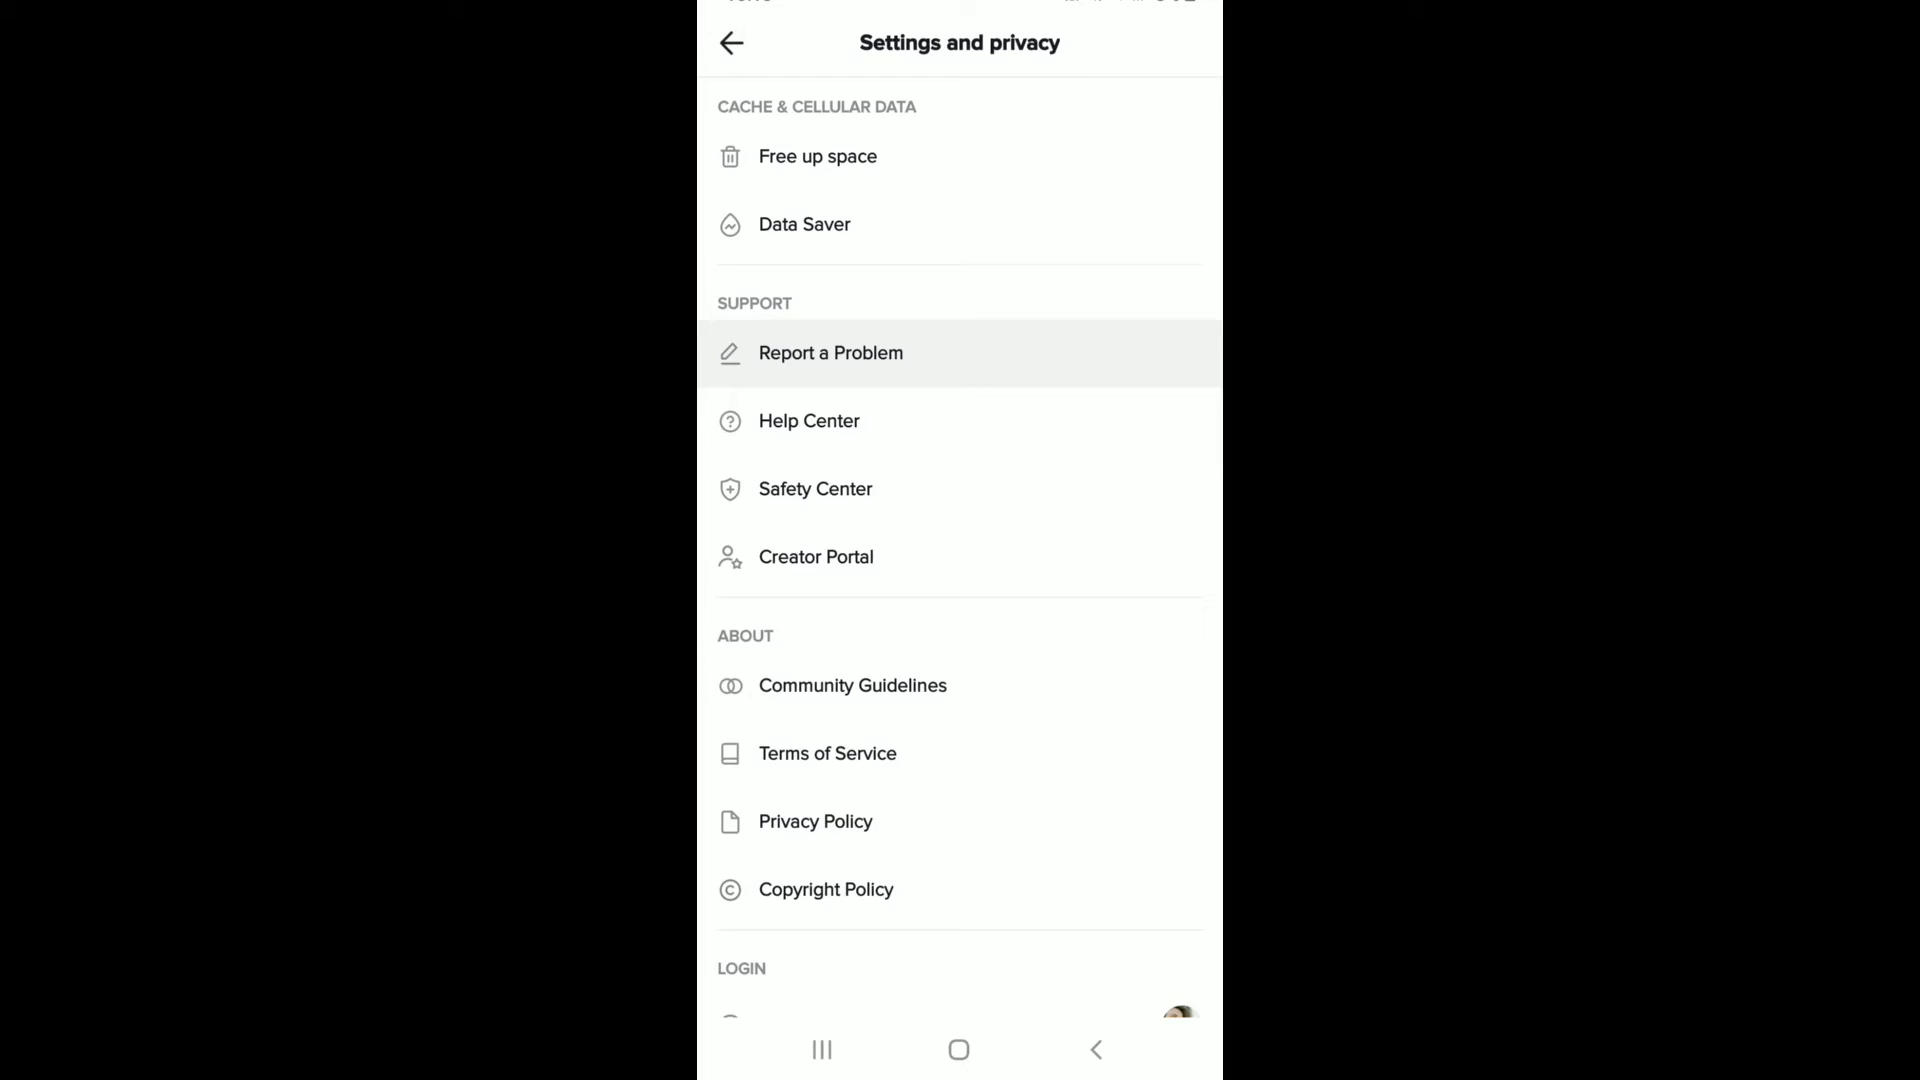 Settings and privacy
CACHE & CELLULAR DATA
Free up space
Data Saver
SUPPORT
Report a Problem
Help Center
Safety Center
Creator Portal
ABOUT
Community Guidelines
Terms of Service
Privacy Policy
Copyright Policy
LOGIN